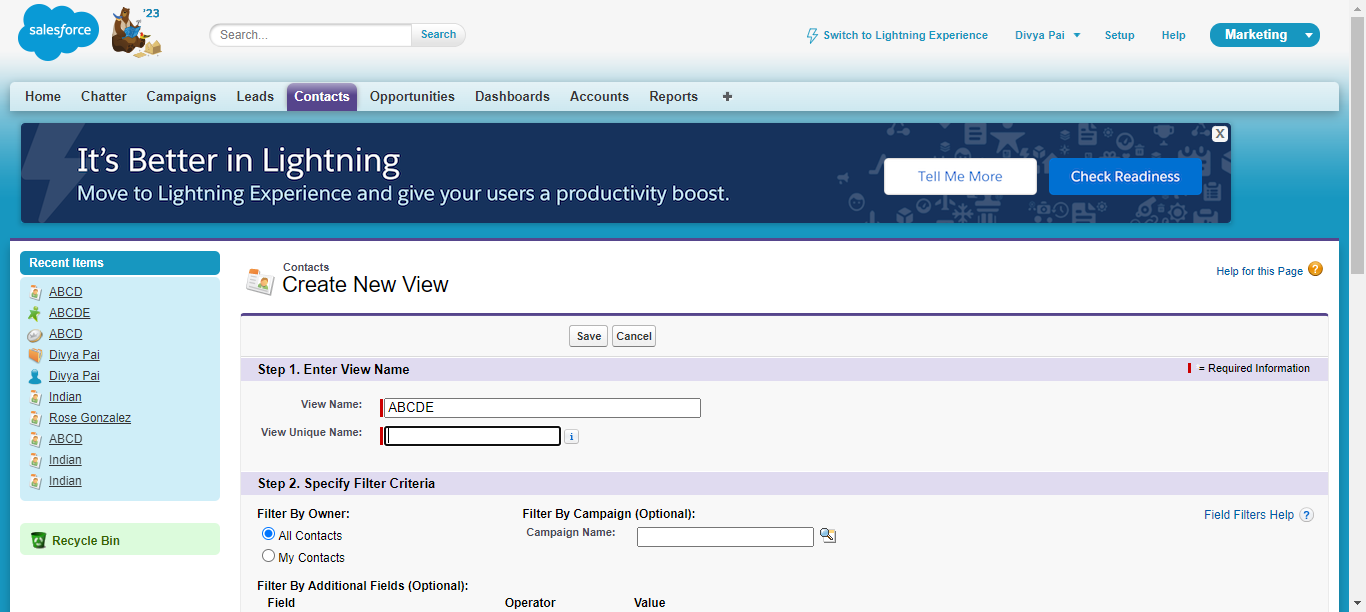 salesforce
'23
Search...
Search
Switch to Lightning Experience
Divya Pai
Setup
Help
Marketing
Home
Chatter
Campaigns
Leads
Contacts
Opportunities
Dashboards
Accounts
Reports
+
It's Better in Lightning
Move to Lightning Experience and give your users a productivity boost.
Tell Me More
Check Readiness
X
Recent Items
ABCD
ABCDE
ABCD
Divya Pai
Divya Pai
Indian
Rose Gonzalez
ABCD
Indian
Indian
Recycle Bin
Contacts
Create New View
Help for this Page ?
Save
Cancel
Step 1. Enter View Name
= Required Information
View Name: ABCDE
View Unique Name: i
Step 2. Specify Filter Criteria
Filter By Owner:
All Contacts
My Contacts
Filter By Campaign (Optional):
Campaign Name:
Field Filters Help ?
Filter By Additional Fields (Optional):
Field Operator Value